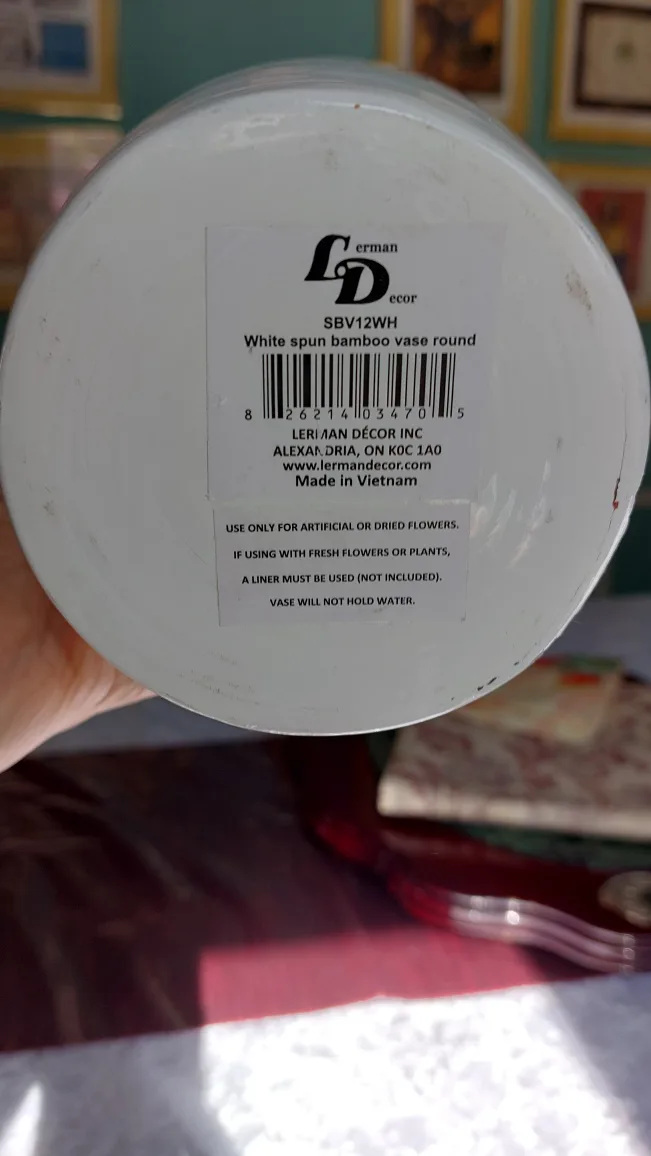 Lerman
Decor
SBV12WH
White spun bamboo vase round
8 26214 03470 5
LERMAN DÉCOR INC
ALEXANDRIA, ON K0C 1A0
www.lermandecor.com
Made in Vietnam
USE ONLY FOR ARTIFICIAL OR DRIED FLOWERS.
IF USING WITH FRESH FLOWERS OR PLANTS,
A LINER MUST BE USED (NOT INCLUDED).
VASE WILL NOT HOLD WATER.